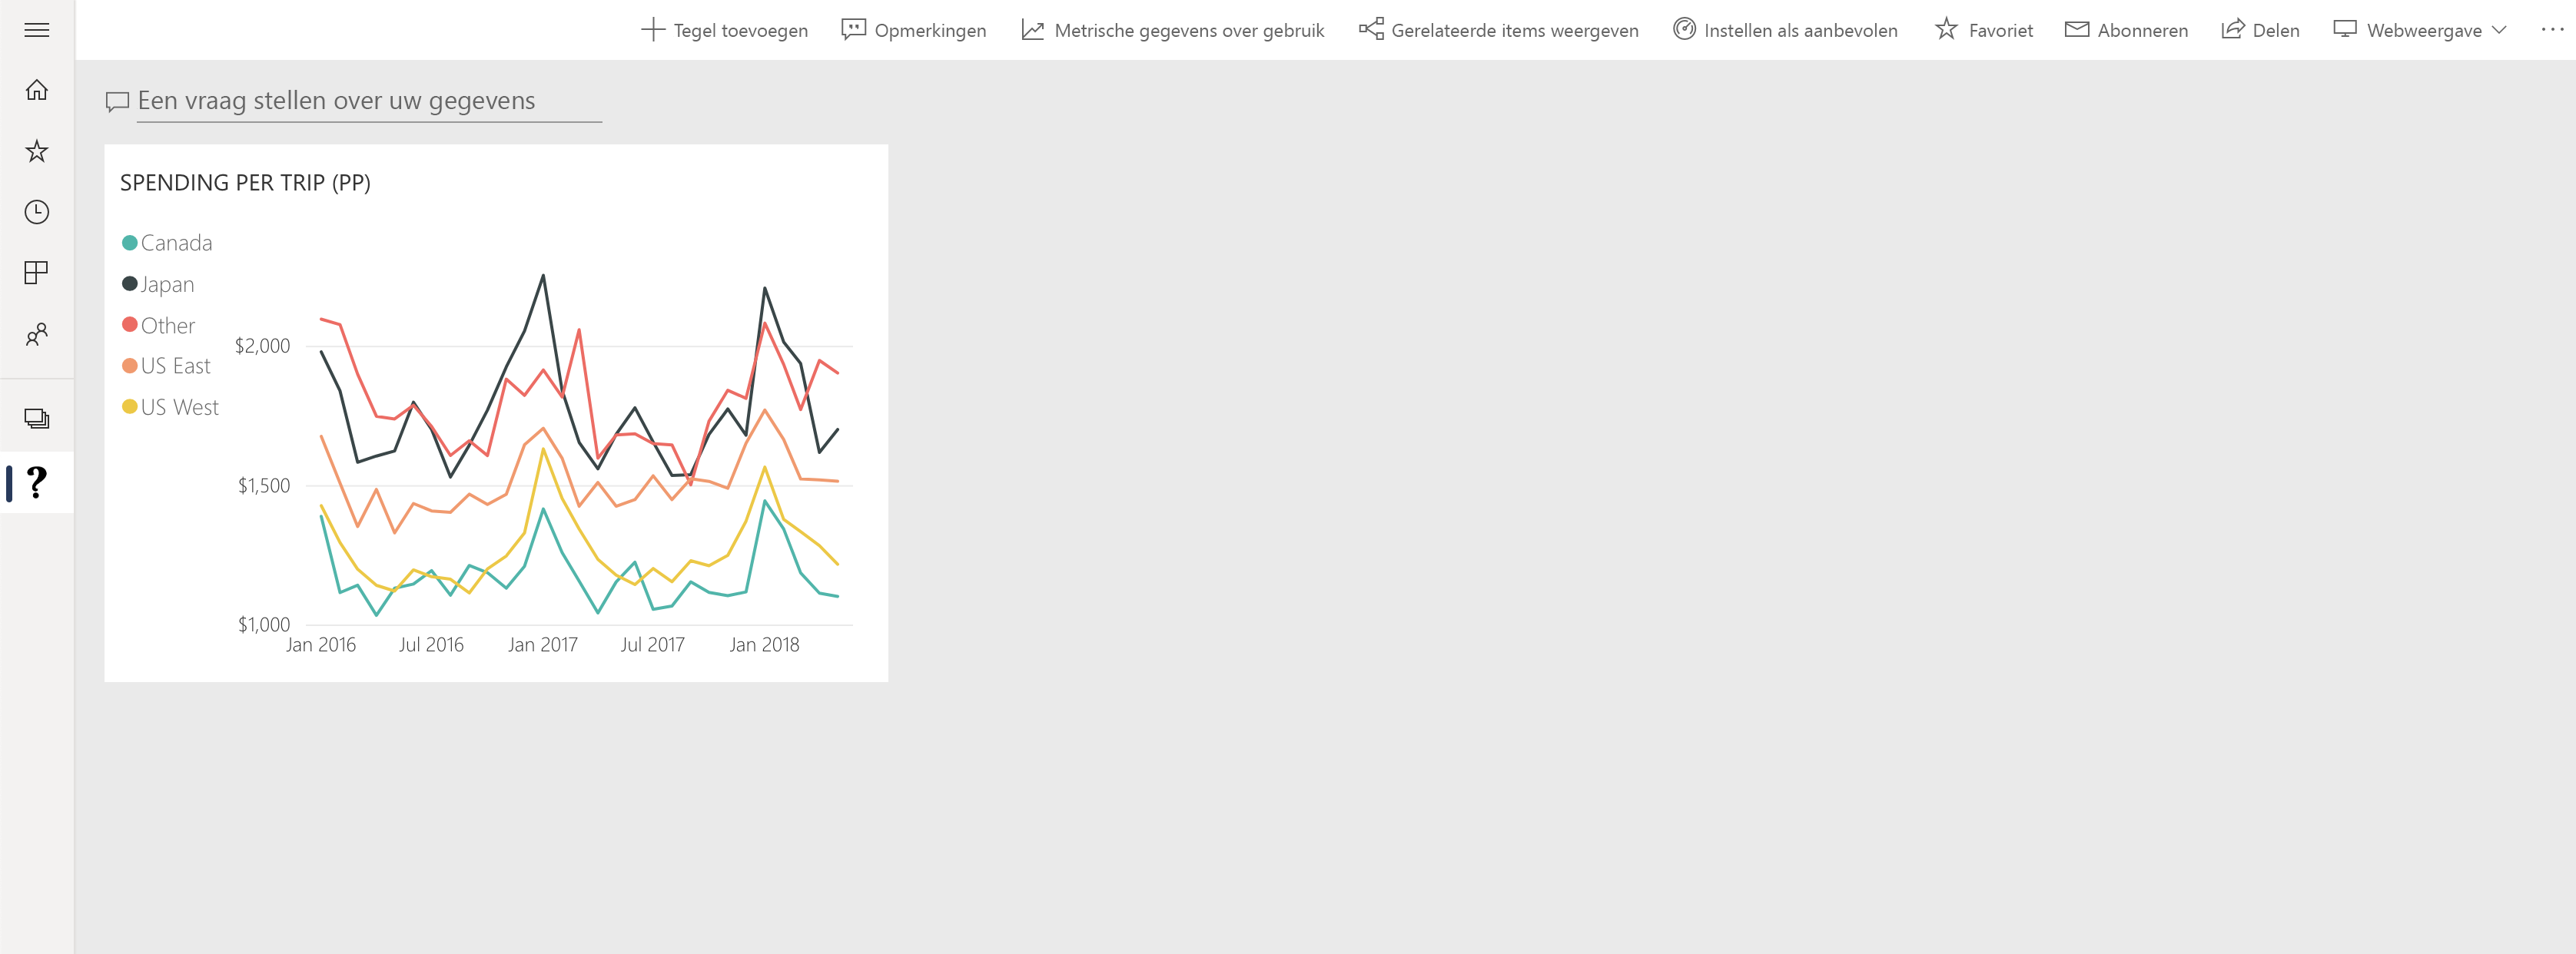 Tegel toevoegen Opmerkingen Metrische gegevens over gebruik Gerelateerde items weergeven Instellen als aanbevolen Favoriet Abonneren Delen Webweergave ...
Een vraag stellen over uw gegevens
SPENDING PER TRIP (PP)
Canada
Japan
Other
US East
US West
$2,000
$1,500
$1,000
Jan 2016 Jul 2016 Jan 2017 Jul 2017 Jan 2018
?